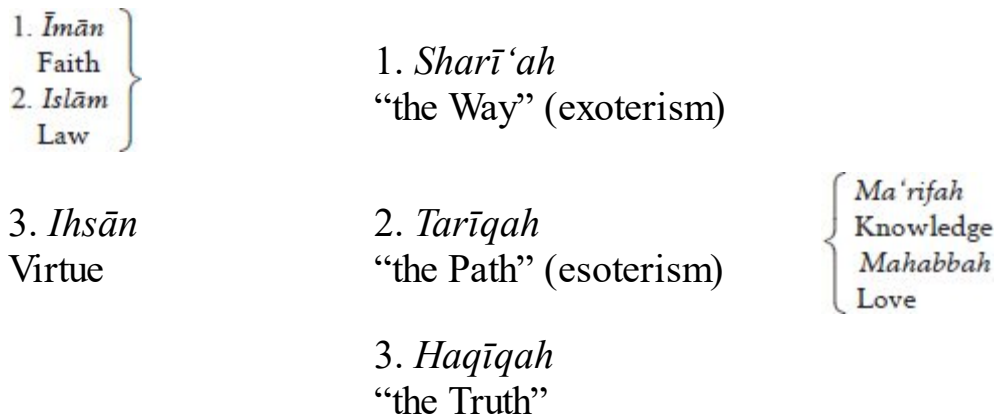 1. Īmān
Faith
2. Islām
Law
1. Sharī‘ah
“the Way” (exoterism)
3. Ihsān
Virtue
2. Tarīqah
“the Path” (esoterism)
Ma‘rifah
Knowledge
Mahabbah
Love
3. Haqīqah
“the Truth”